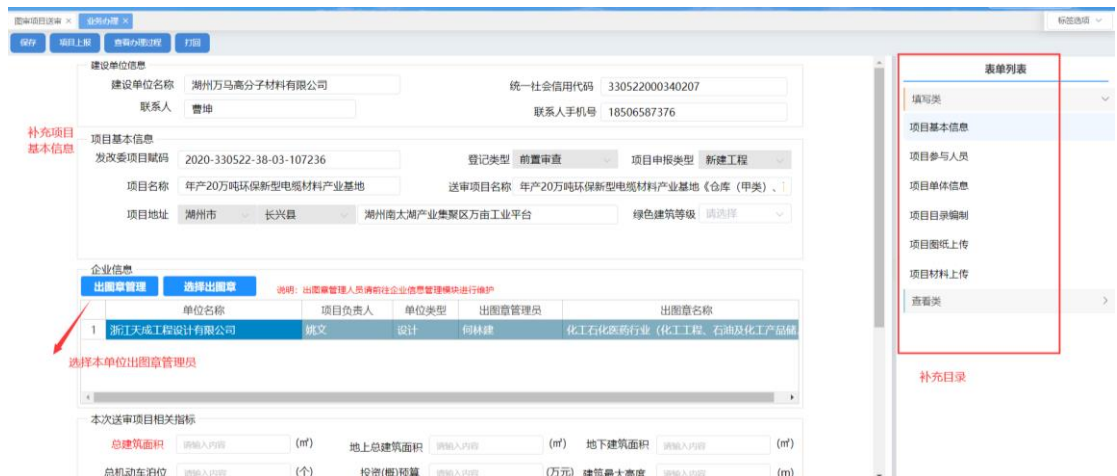 图审项目送审 × 业务办理 × 标签选项
保存 项目上报 查看办理过程 打回
建设单位信息
建设单位名称 湖州万马高分子材料有限公司 统一社会信用代码 330522000340207
联系人 曹坤 联系人手机号 18506587376
补充项目
基本信息
项目基本信息
发改委项目赋码 2020-330522-38-03-107236 登记类型 前置审查 项目申报类型 新建工程
项目名称 年产20万吨环保新型电缆材料产业基地 送审项目名称 年产20万吨环保新型电缆材料产业基地《仓库（甲类）、
项目地址 湖州市 长兴县 湖州南太湖产业集聚区万亩工业平台 绿色建筑等级 请选择
企业信息
出图章管理 选择出图章 说明：出图章管理人员请前往企业信息管理模块进行维护
单位名称 项目负责人 单位类型 出图章管理员 出图章名称
1 浙江天成工程设计有限公司 姚文 设计 何林建 化工石化医药行业（化工工程、石油及化工产品储
选择本单位出图章管理员
本次送审项目相关指标
总建筑面积 请输入内容 (㎡) 地上总建筑面积 请输入内容 (㎡) 地下建筑面积 请输入内容 (㎡)
总机动车泊位 请输入内容 (个) 投资(概)预算 请输入内容 (万元) 建筑最大高度 请输入内容 (m)
表单列表
填写类
项目基本信息
项目参与人员
项目单体信息
项目目录编制
项目图纸上传
项目材料上传
查看类
补充目录